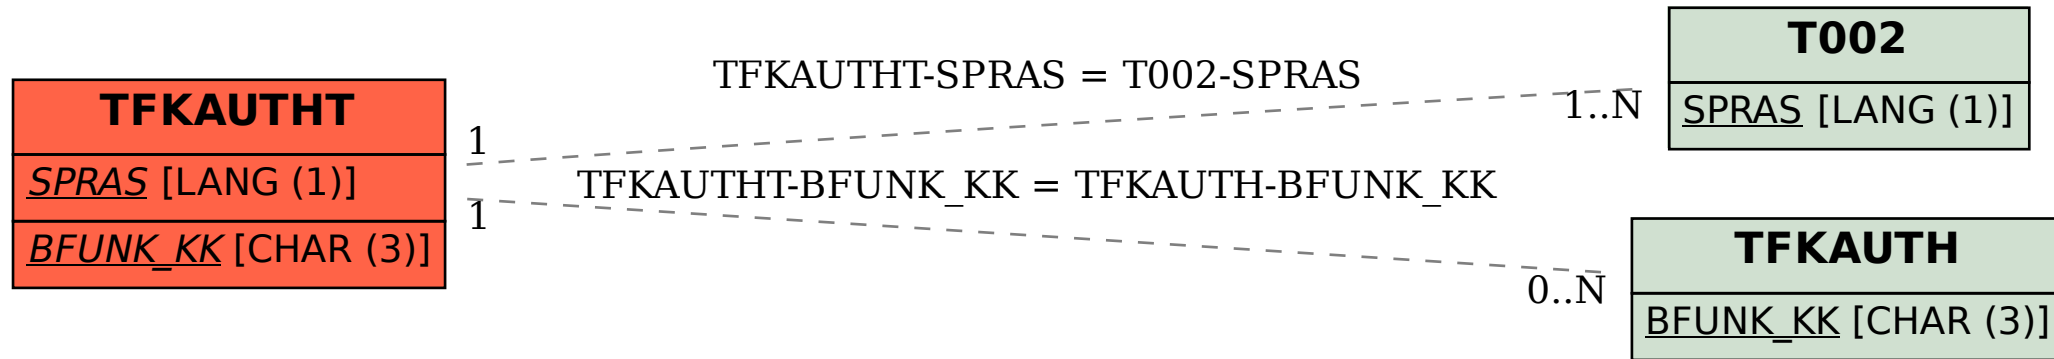 TFKAUTHT
SPRAS [LANG (1)]
BFUNK_KK [CHAR (3)]
1
TFKAUTHT-SPRAS = T002-SPRAS
1..N
1
TFKAUTHT-BFUNK_KK = TFKAUTH-BFUNK_KK
0..N
T002
SPRAS [LANG (1)]
TFKAUTH
BFUNK_KK [CHAR (3)]